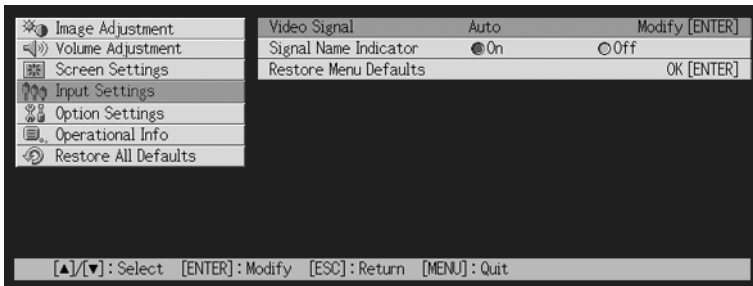 Image Adjustment
Volume Adjustment
Screen Settings
Input Settings
Option Settings
Operational Info
Restore All Defaults
Video Signal Auto Modify [ENTER]
Signal Name Indicator On Off
Restore Menu Defaults OK [ENTER]
[▲]/[▼]:Select [ENTER]:Modify [ESC]:Return [MENU]:Quit